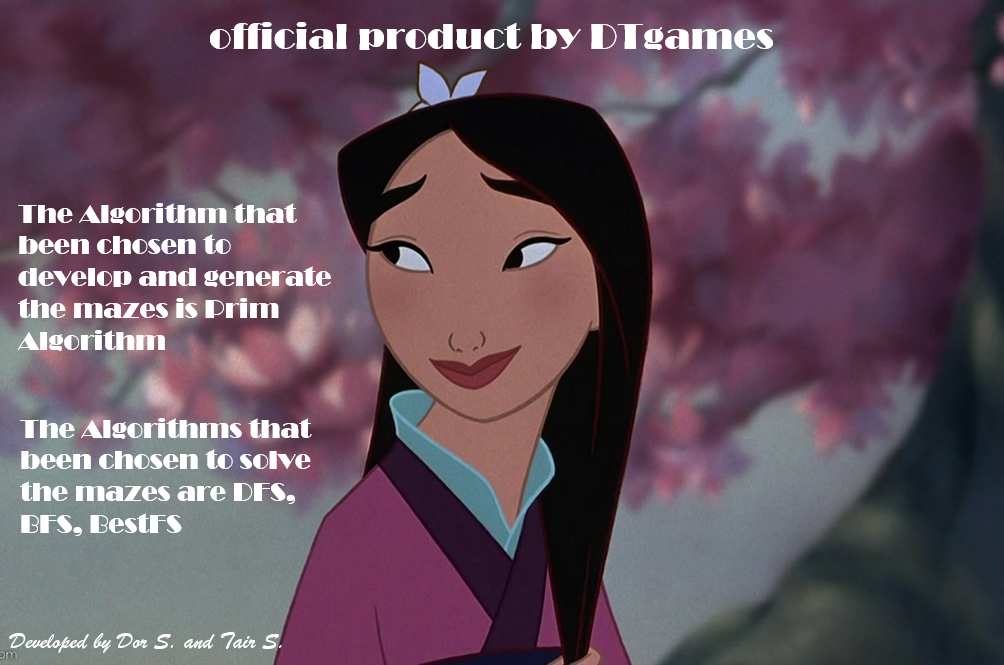 official product by DTgames
The Algorithm that
been chosen to
develop and generate
the mazes is Prim
Algorithm
The Algorithms that
been chosen to solve
the mazes are DFS,
BFS, BestFS
Developed by Dor S. and Tair S.
om